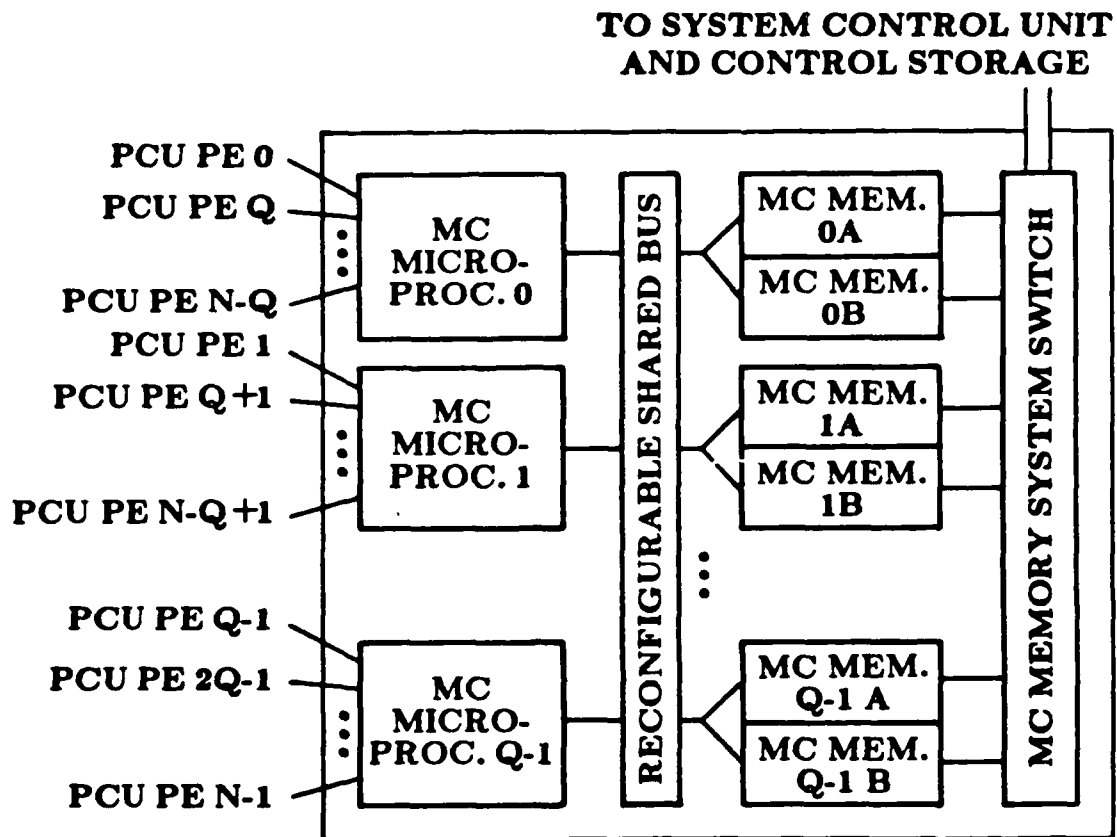 TO SYSTEM CONTROL UNIT
AND CONTROL STORAGE
PCU PE 0
PCU PE Q
PCU PE N-Q
MC
MICRO-
PROC. 0
PCU PE 1
PCU PE Q+1
PCU PE N-Q+1
MC
MICRO-
PROC. 1
PCU PE Q-1
PCU PE 2Q-1
PCU PE N-1
MC
MICRO-
PROC. Q-1
RECONFIGURABLE SHARED BUS
MC MEM.
0A
MC MEM.
0B
MC MEM.
1A
MC MEM.
1B
MC MEM.
Q-1 A
MC MEM.
Q-1 B
MC MEMORY SYSTEM SWITCH